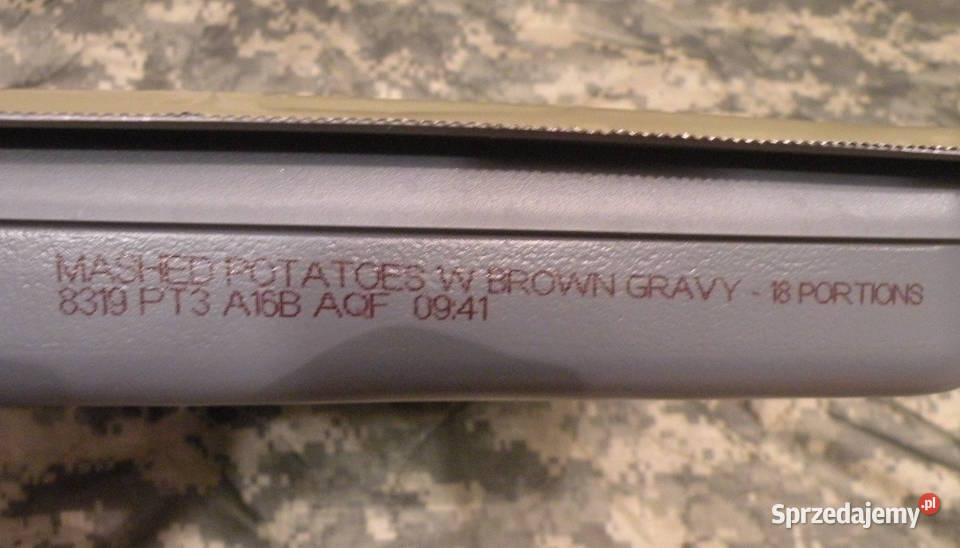 MASHED POTATOES W BROWN GRAVY - 18 PORTIONS
8319 PT3 A16B AQF 09:41
Sprzedajemy.pl